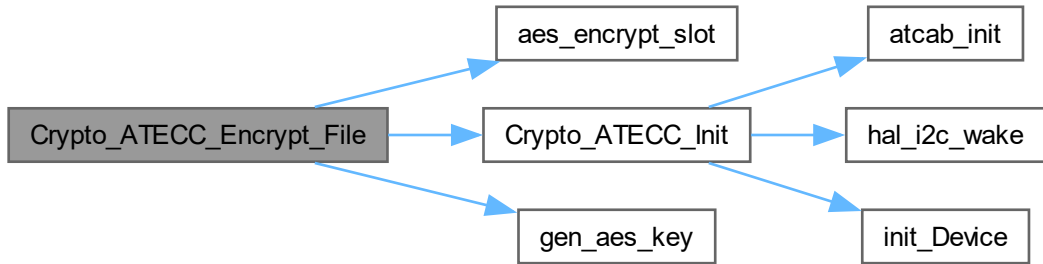 Crypto_ATECC_Encrypt_File
aes_encrypt_slot
Crypto_ATECC_Init
gen_aes_key
atcab_init
hal_i2c_wake
init_Device